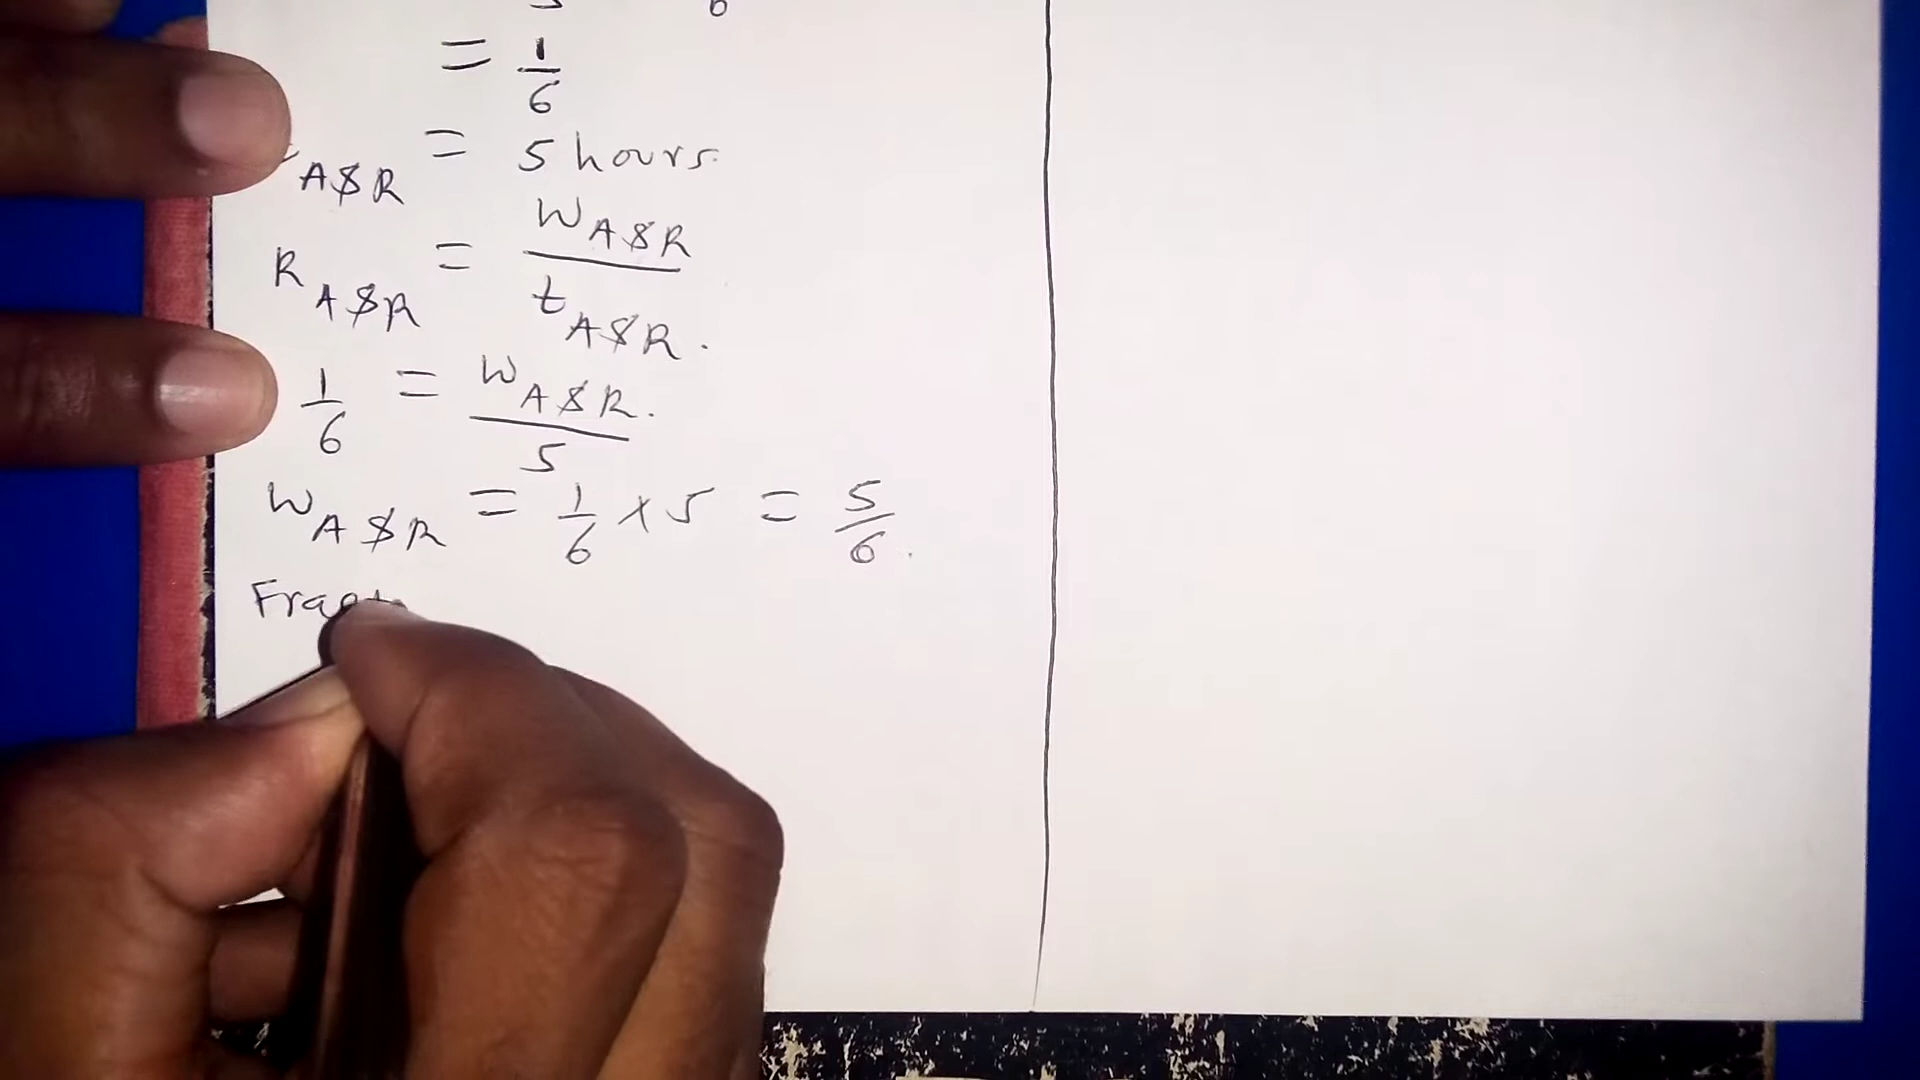 = 1/6
A&R = 5 hours.
R A&R = W A&R / t A&R.
1/6 = W A&R. / 5
W A&R = 1/6 × 5 = 5/6.